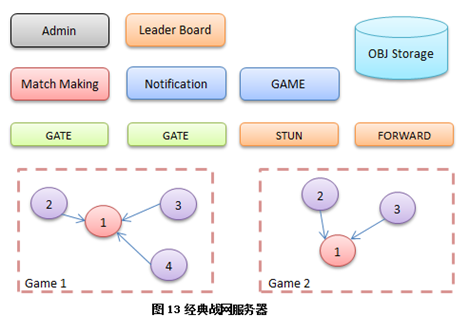 Admin
Leader Board
OBJ Storage
Match Making
Notification
GAME
GATE
GATE
STUN
FORWARD
2
1
3
4
Game 1
2
3
1
Game 2
图 13 经典战网服务器